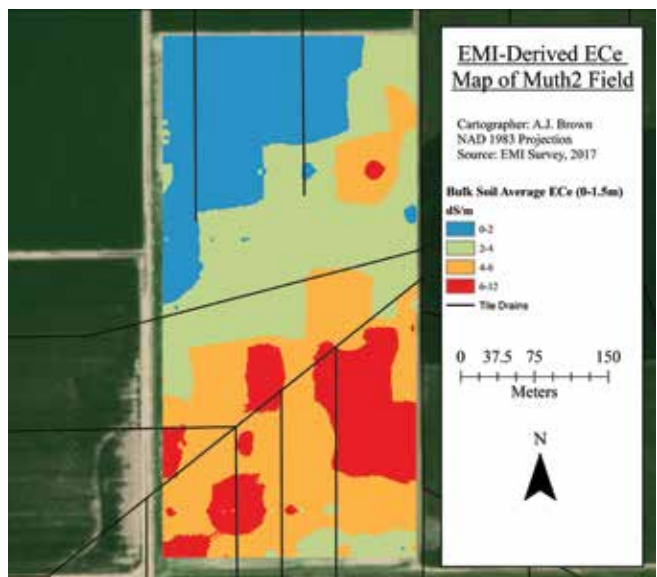 EMI-Derived ECe
Map of Muth2 Field
Cartographer: A.J. Brown
NAD 1983 Projection
Source: EMI Survey, 2017
Bulk Soil Average ECe (0-1.5m)
dS/m
0-2
2-4
4-6
6-12
Tile Drains
0 37.5 75 150
Meters
N